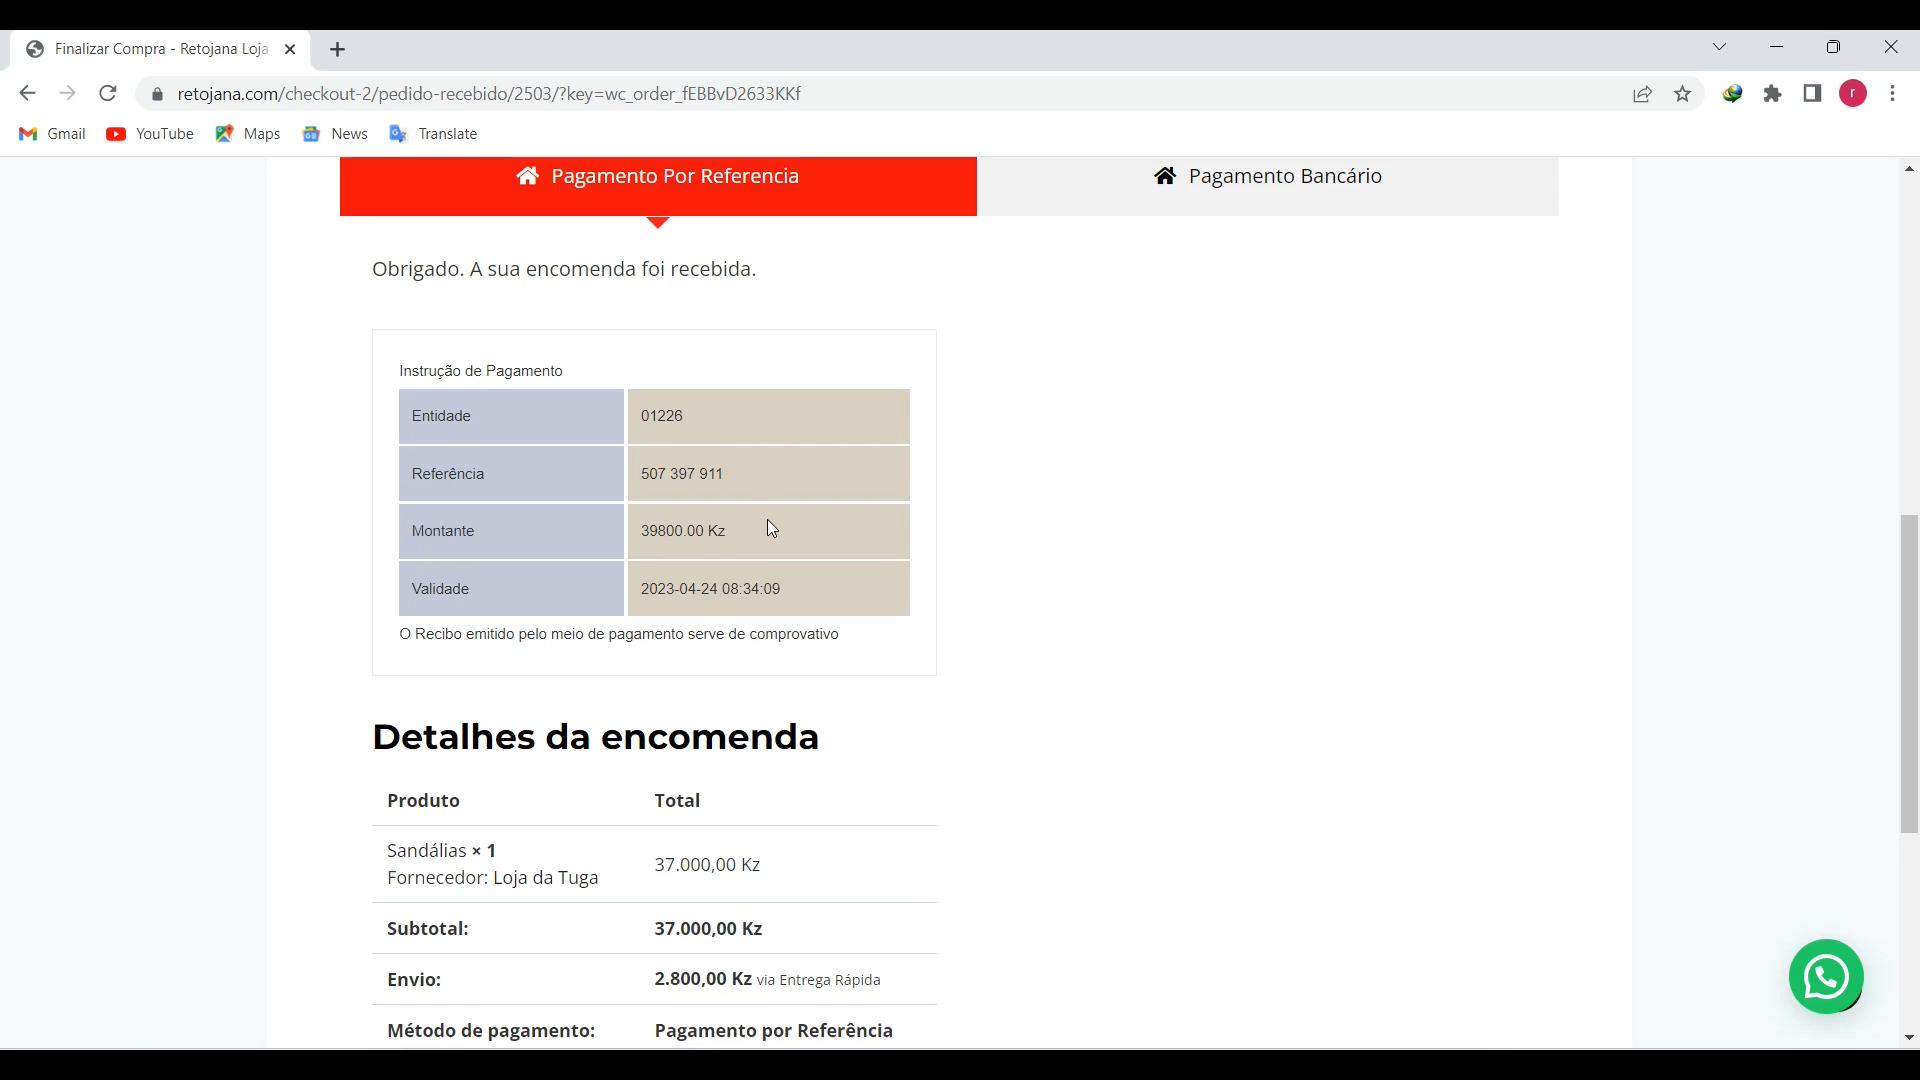 Finalizar Compra - Retojana Loja
retojana.com/checkout-2/pedido-recebido/2503/?key=wc_order_fEBBvD2633KKf
r
Gmail YouTube Maps News Translate
Pagamento Por Referencia Pagamento Bancário
Obrigado. A sua encomenda foi recebida.
Instrução de Pagamento
Entidade 01226
Referência 507 397 911
Montante 39800.00 Kz
Validade 2023-04-24 08:34:09
O Recibo emitido pelo meio de pagamento serve de comprovativo
Detalhes da encomenda
Produto Total
Sandálias × 1
Fornecedor: Loja da Tuga
37.000,00 Kz
Subtotal: 37.000,00 Kz
Envio: 2.800,00 Kz via Entrega Rápida
Método de pagamento: Pagamento por Referência